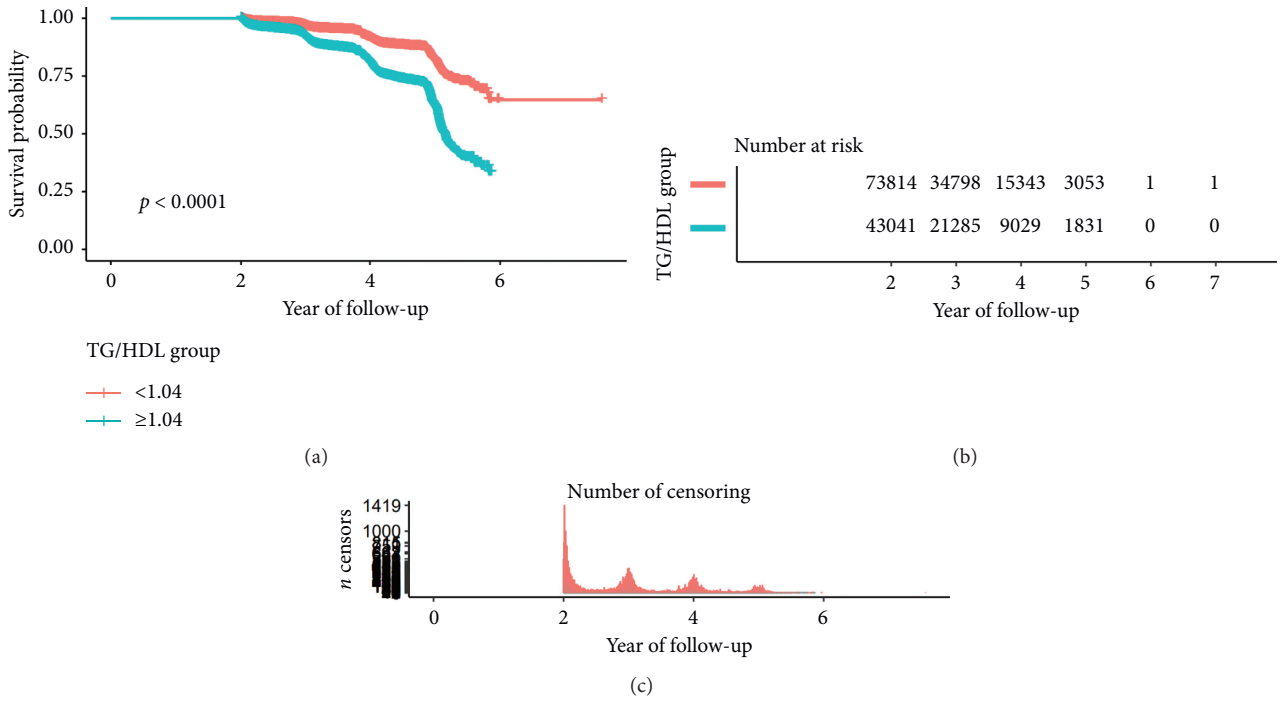 1.00
0.75
0.50
0.25
0.00
Survival probability
p < 0.0001
0 2 4 6
Year of follow-up
TG/HDL group
<1.04
≥1.04
(a)
Number at risk
TG/HDL group
73814 34798 15343 3053 1 1
43041 21285 9029 1831 0 0
2 3 4 5 6 7
Year of follow-up
(b)
Number of censoring
n censors
1419
1000
0 2 4 6
Year of follow-up
(c)